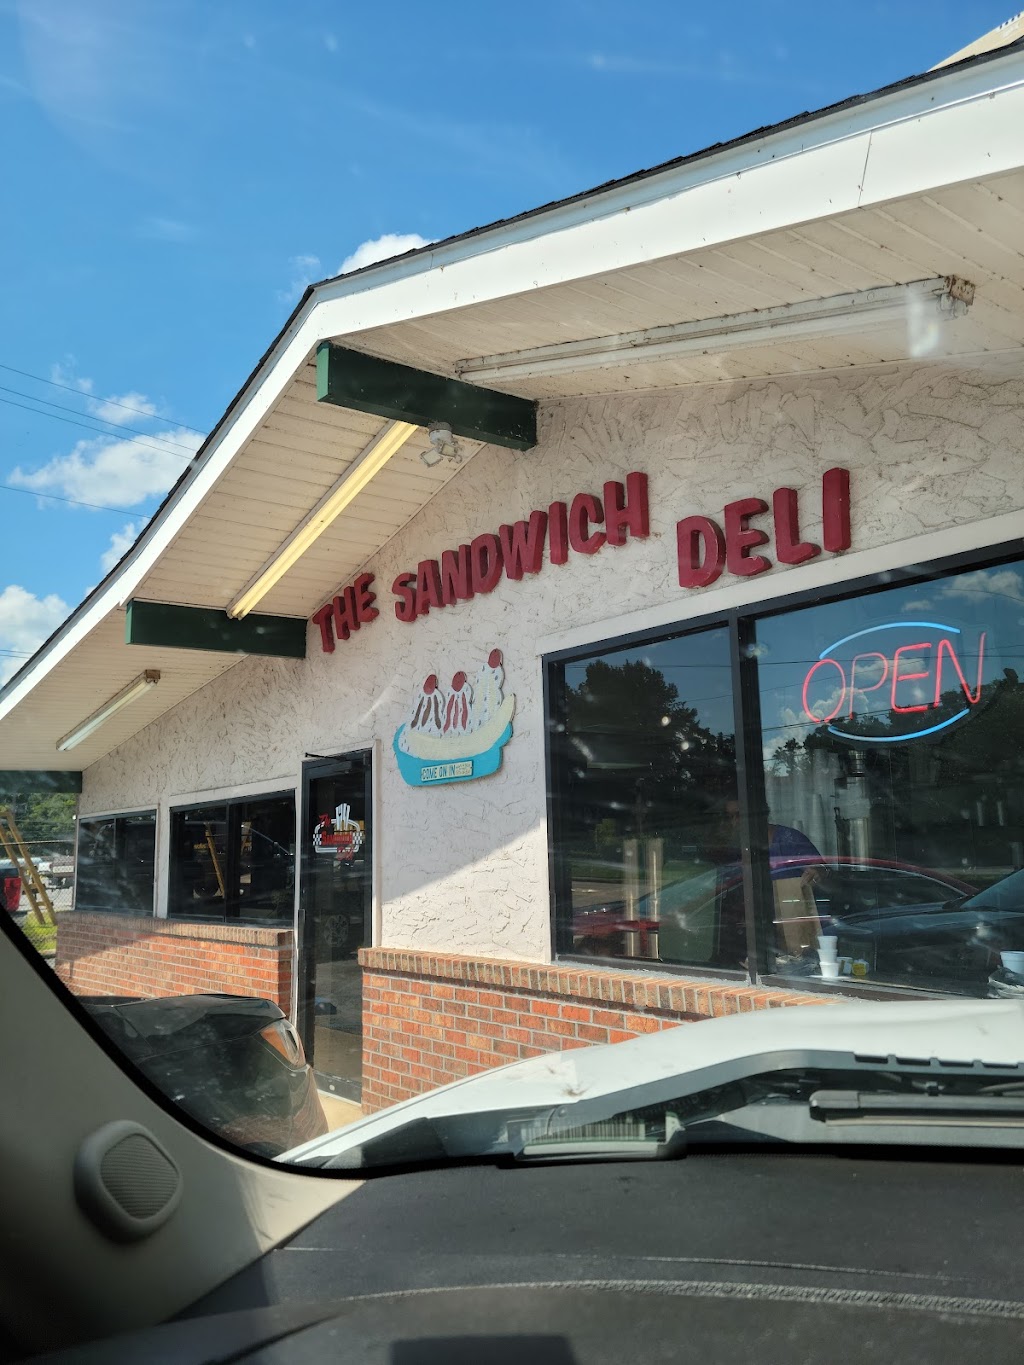 THE SANDWICH DELI
OPEN
COME ON IN